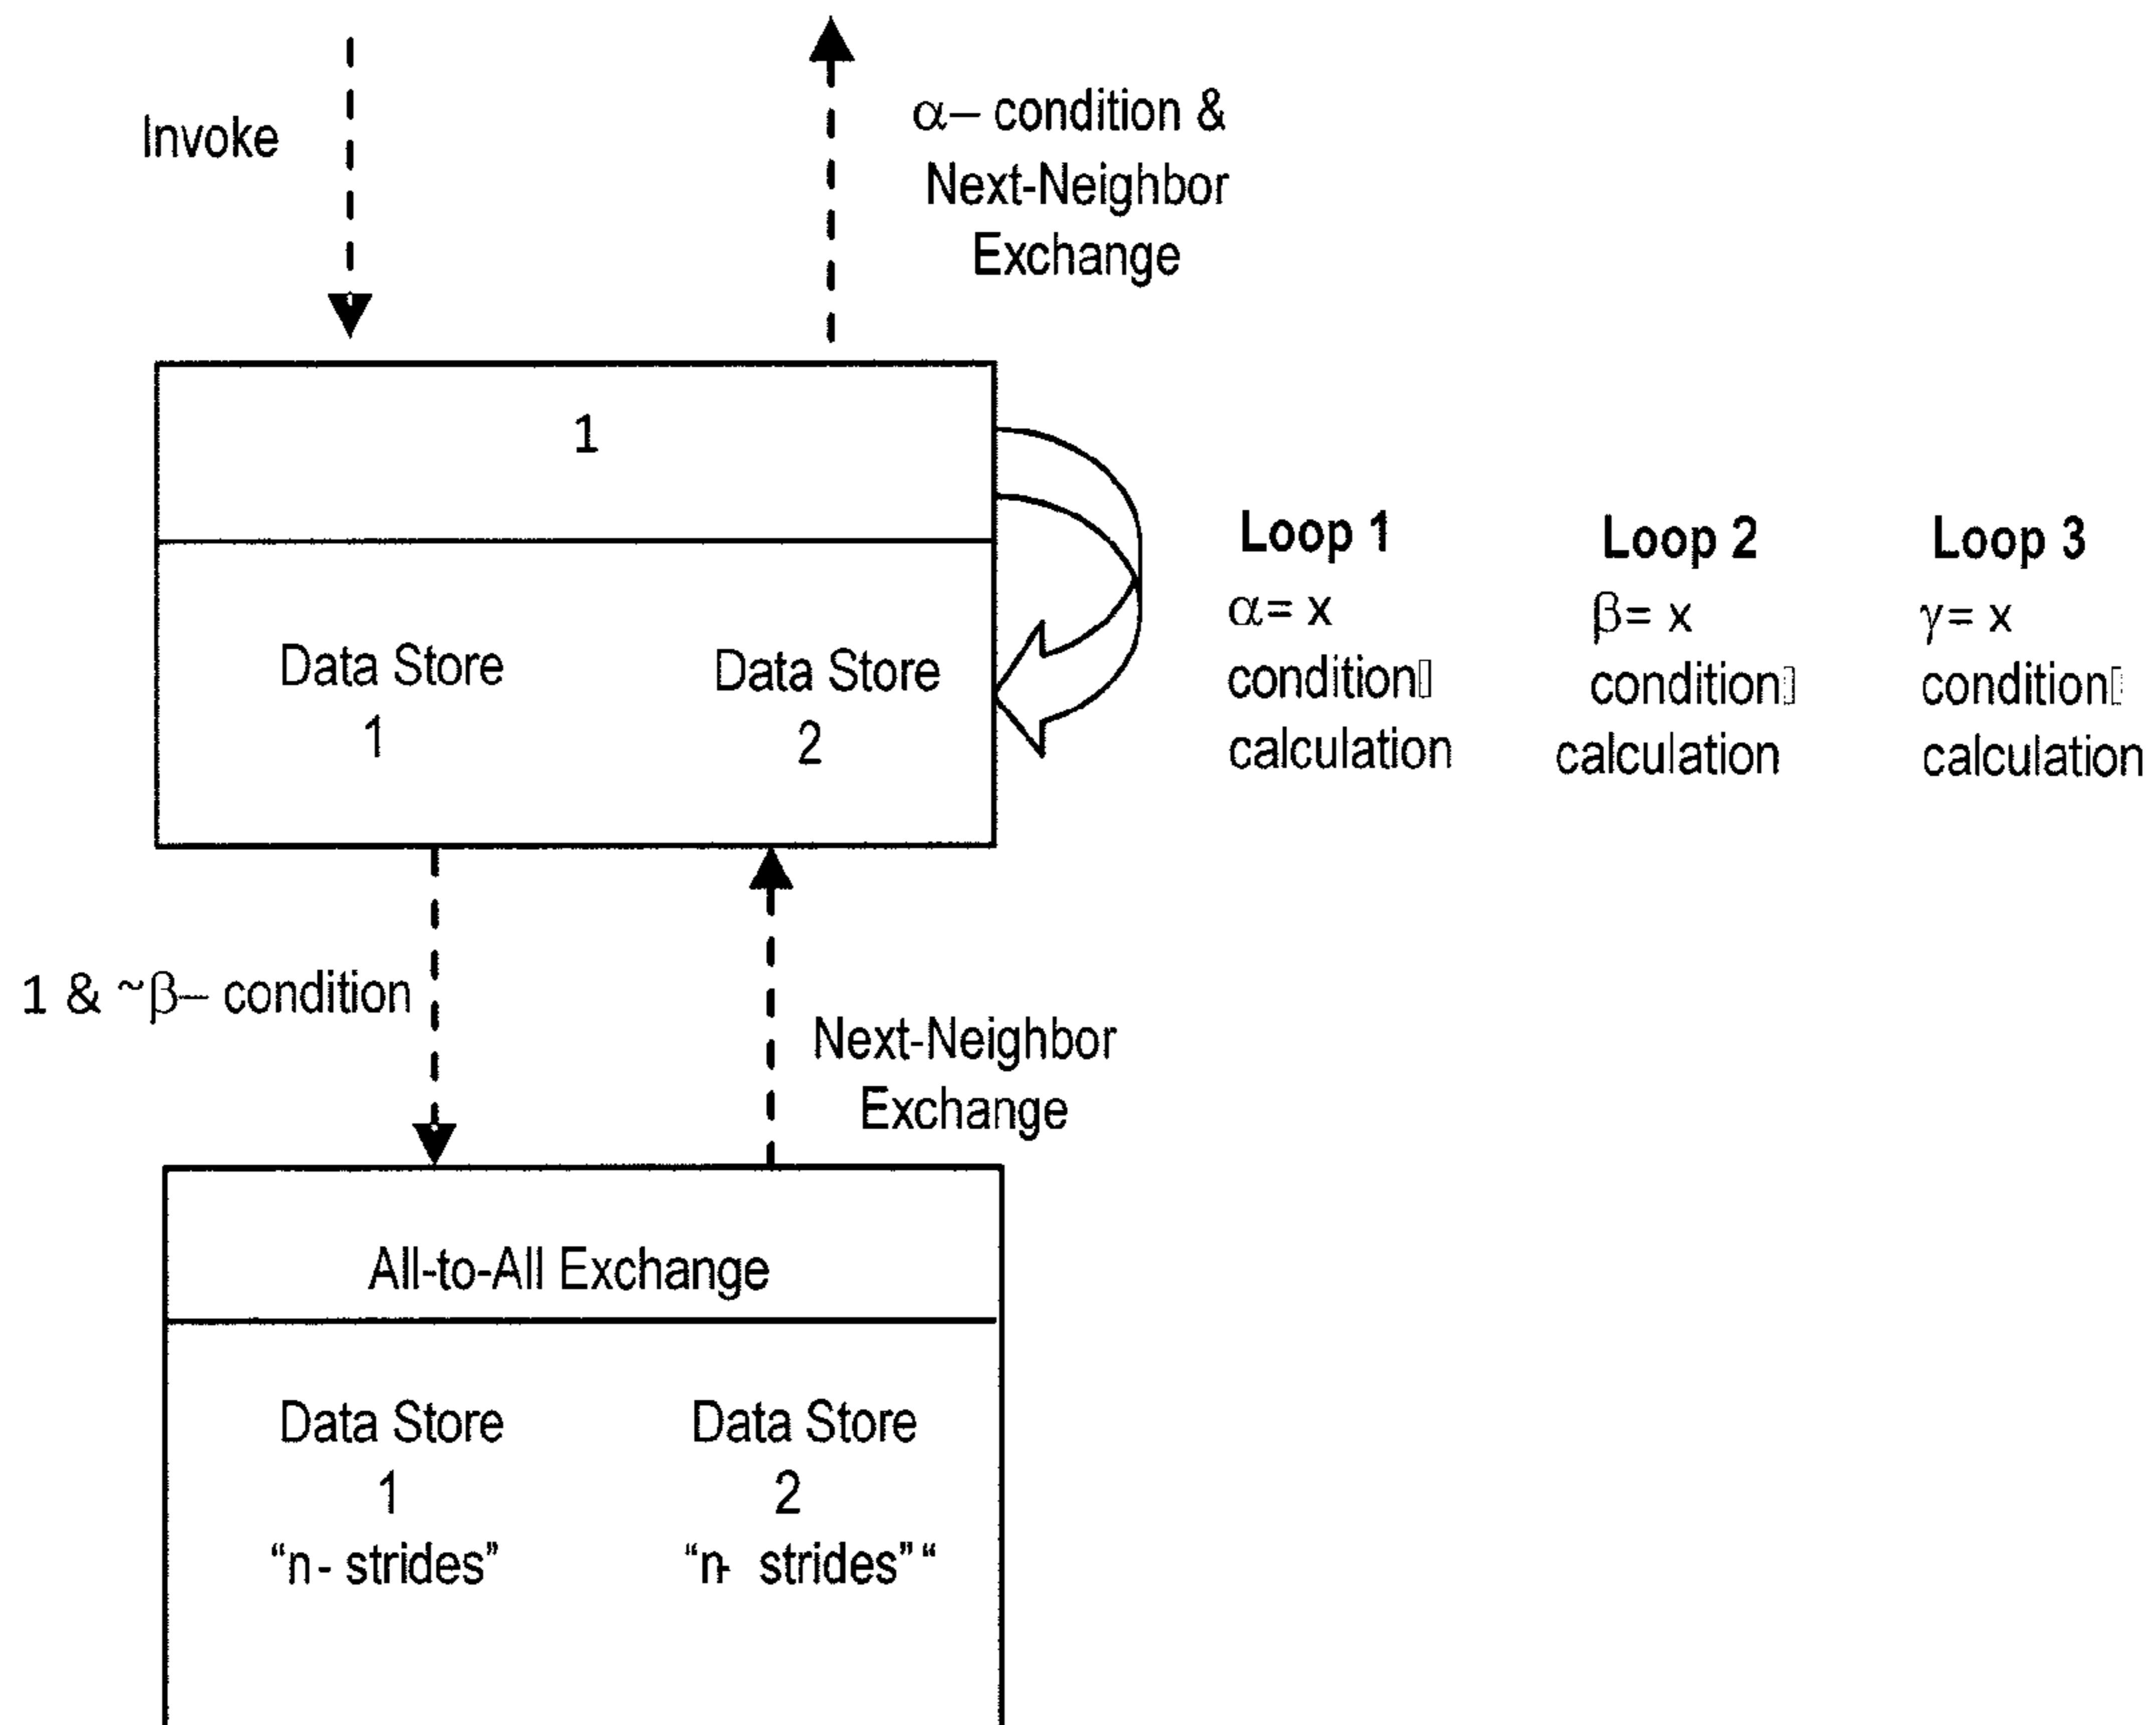 Invoke
α– condition &
Next-Neighbor
Exchange
1
Data Store
1
Data Store
2
Loop 1
α= x
condition▯
calculation
Loop 2
β= x
condition▯
calculation
Loop 3
γ= x
condition▯
calculation
1 & ~β– condition
Next-Neighbor
Exchange
All-to-All Exchange
Data Store
1
“n- strides”
Data Store
2
“n- strides” “